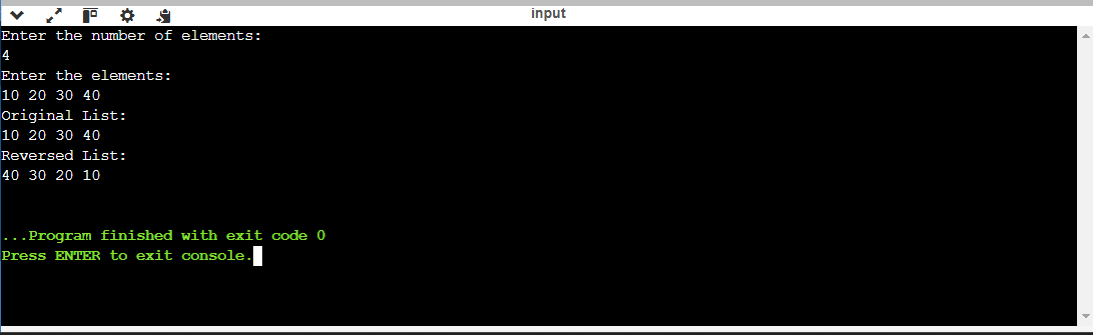 input
Enter the number of elements:
4
Enter the elements:
10 20 30 40
Original List:
10 20 30 40
Reversed List:
40 30 20 10
...Program finished with exit code 0
Press ENTER to exit console.